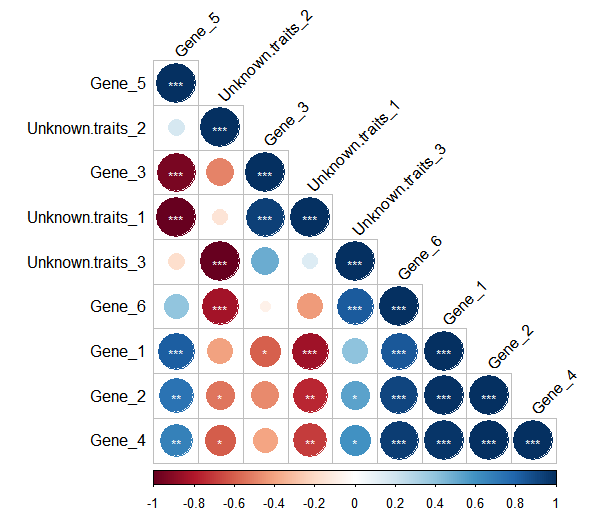 Gene_5
Unknown.traits_2
Gene_3
Unknown.traits_1
Unknown.traits_3
Gene_6
Gene_1
Gene_2
Gene_4
Gene_5 ***
Unknown.traits_2 ***
Gene_3 *** ***
Unknown.traits_1 *** *** ***
Unknown.traits_3 *** ***
Gene_6 *** *** ***
Gene_1 *** * *** *** ***
Gene_2 ** * ** * *** *** ***
Gene_4 ** * ** * *** *** *** ***
-1 -0.8 -0.6 -0.4 -0.2 0 0.2 0.4 0.6 0.8 1